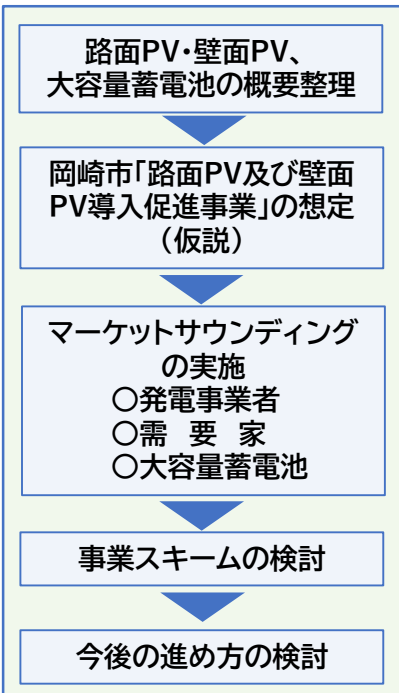 路面PV・壁面PV、
大容量蓄電池の概要整理
岡崎市「路面PV及び壁面
PV導入促進事業」の想定
（仮説）
マーケットサウンディング
の実施
○発電事業者
○需　要　家
○大容量蓄電池
事業スキームの検討
今後の進め方の検討